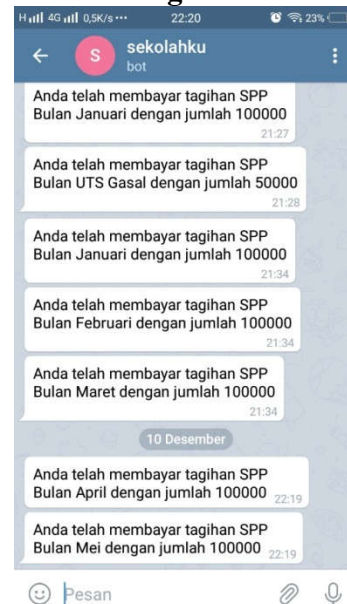 H 4G 0,5K/s ··· 22:20 23%
S sekolahku
bot
Anda telah membayar tagihan SPP
Bulan Januari dengan jumlah 100000
21:27
Anda telah membayar tagihan SPP
Bulan UTS Gasal dengan jumlah 50000
21:28
Anda telah membayar tagihan SPP
Bulan Januari dengan jumlah 100000
21:34
Anda telah membayar tagihan SPP
Bulan Februari dengan jumlah 100000
21:34
Anda telah membayar tagihan SPP
Bulan Maret dengan jumlah 100000
21:34
10 Desember
Anda telah membayar tagihan SPP
Bulan April dengan jumlah 100000 22:19
Anda telah membayar tagihan SPP
Bulan Mei dengan jumlah 100000 22:19
Pesan